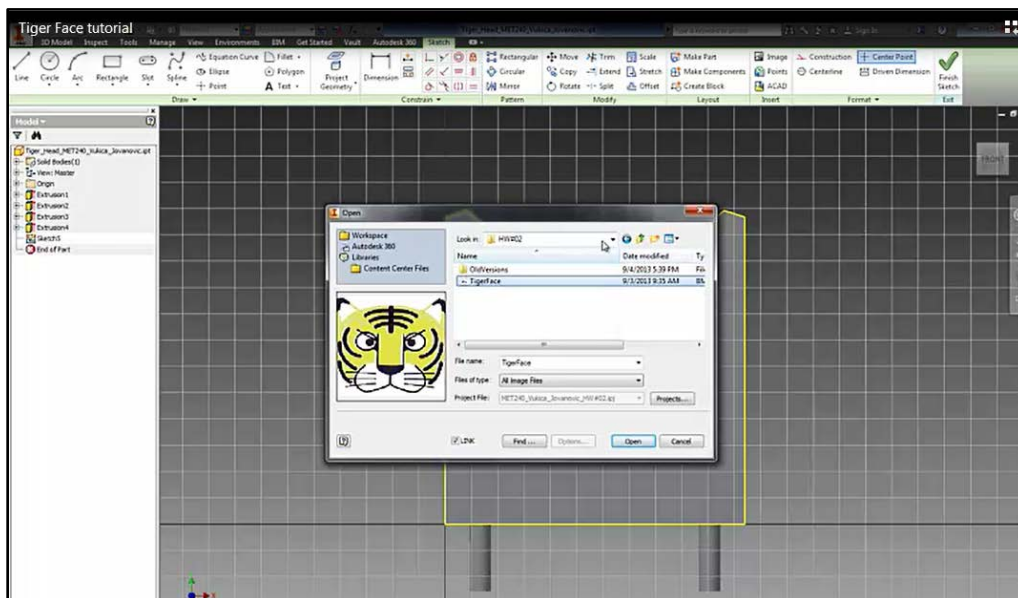 Tiger Face tutorial
3D Model Inspect Tools Manage View Environments BIM Get Started Vault Autodesk 360 Sketch
Line Circle Arc Rectangle Slot Spline
Equation Curve Fillet
Ellipse Polygon
Point Text
Project Geometry
Dimension
Rectangular Move Trim Scale Make Part Image Construction Center Point
Circular Copy Extend Stretch Make Components Points Centerline Driven Dimension
Mirror Rotate Split Offset Create Block ACAD
Finish Sketch
Draw Constrain Pattern Modify Layout Insert Format Exit
Model
Tiger_Head_MET240_Vukica_Jovanovic.ipt
Solid Bodies(1)
View: Master
Origin
Extrusion1
Extrusion2
Extrusion3
Extrusion4
Sketch5
End of Part
FRONT
Open
Workspace
Autodesk 360
Libraries
Content Center Files
Look in: HW#02
Name Date modified Ty
OldVersions 9/4/2013 5:39 PM
TigerFace 9/3/2013 9:35 AM
File name: TigerFace
Files of type: All Image Files
Project File: MET240_Vukica_Jovanovic_HW#02.ipj Projects...
LINK Find... Options... Open Cancel